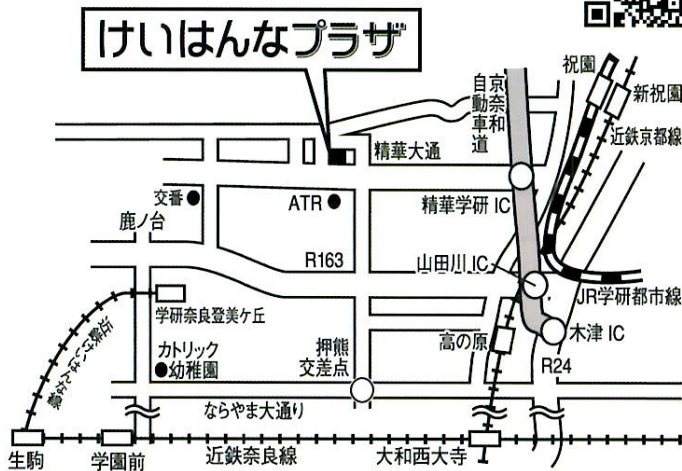 けいはんなプラザ
祝園
新祝園
京奈和
自動車道
近鉄京都線
精華大通
交番
ATR
精華学研 IC
鹿ノ台
R163
山田川 IC
JR学研都市線
学研奈良登美ケ丘
近鉄けいはんな線
カトリック
幼稚園
押熊
交差点
高の原
木津 IC
R24
ならやま大通り
生駒
学園前
近鉄奈良線
大和西大寺